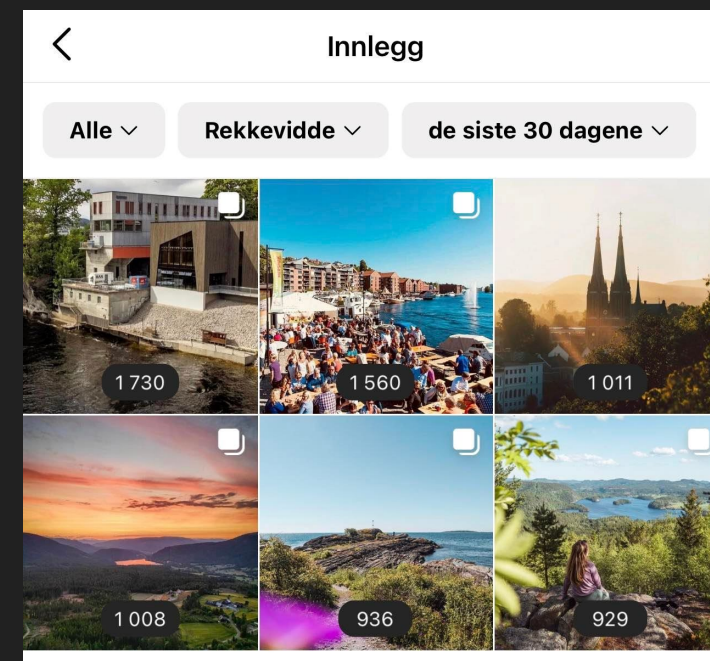 Innlegg
Alle
Rekkevidde
de siste 30 dagene
1 730
1 560
1 011
1 008
936
929